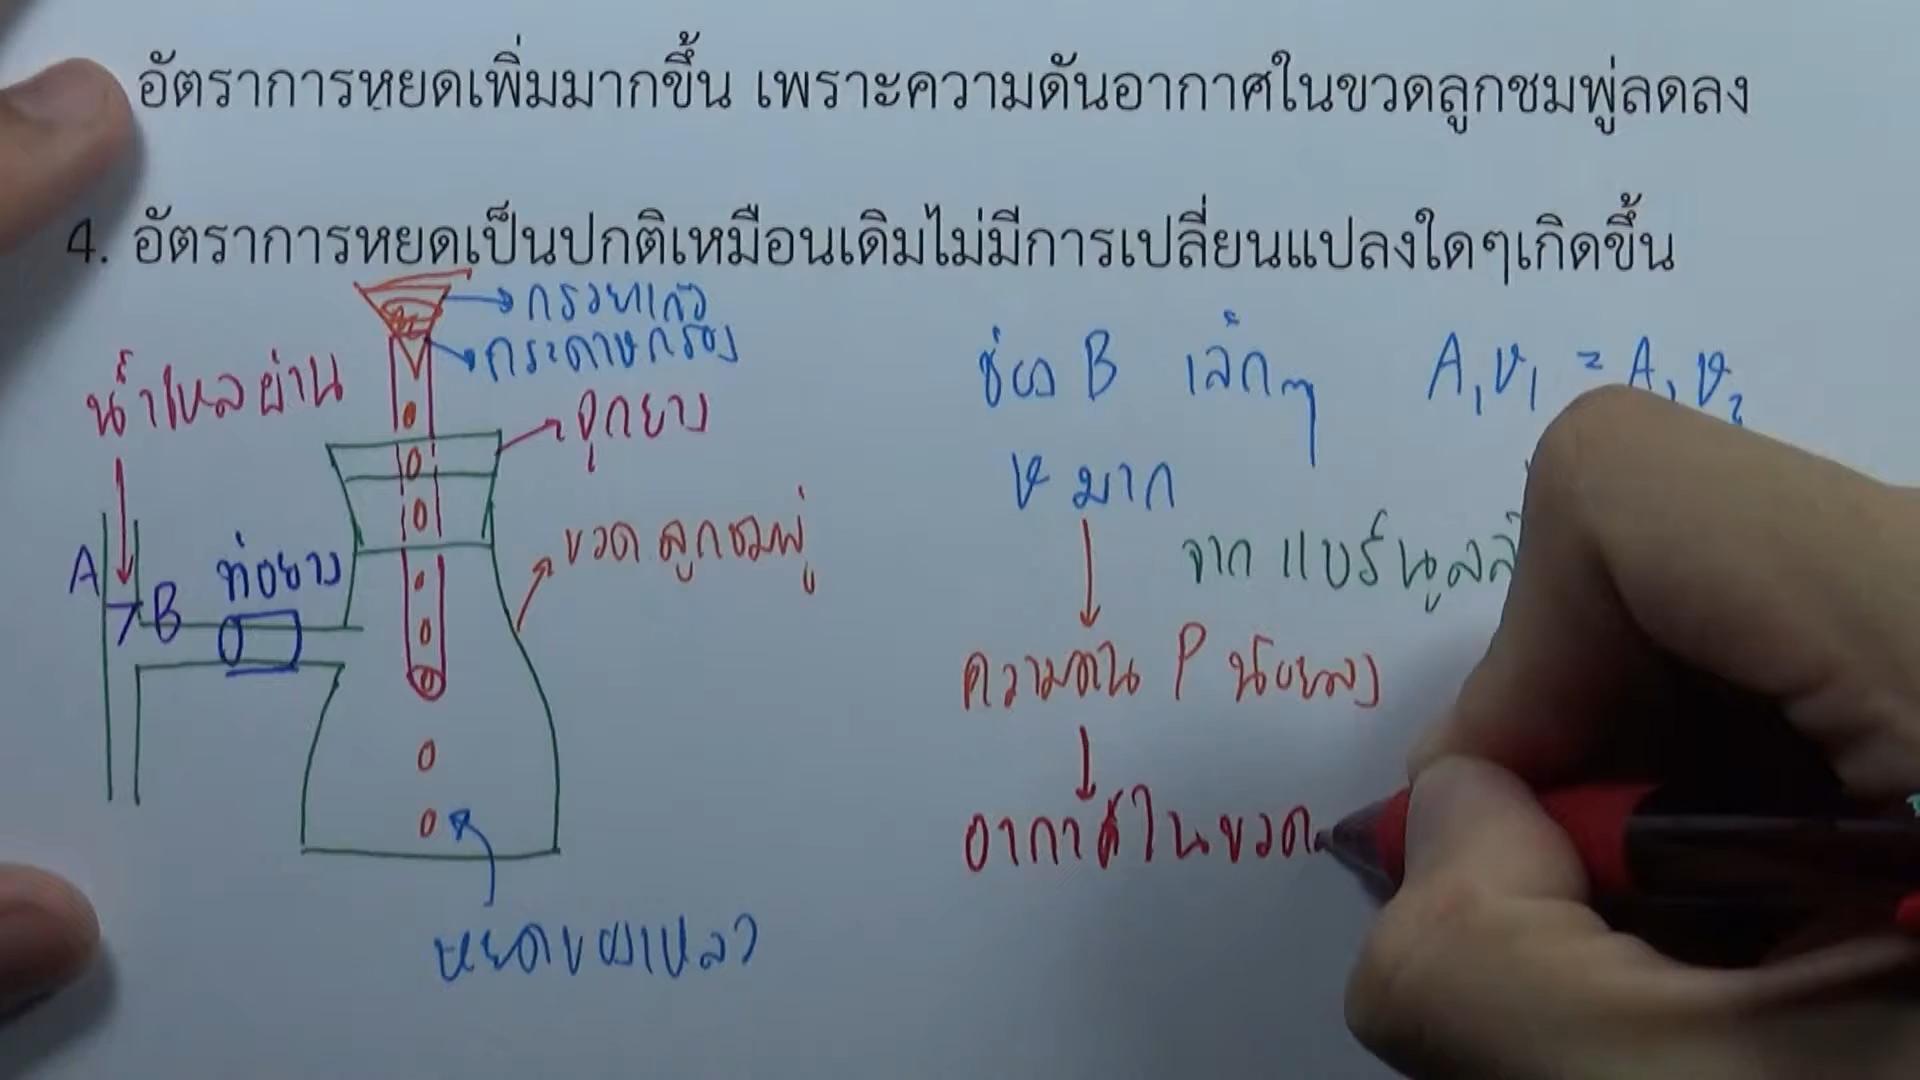 อัตราการหยดเพิ่มมากขึ้น เพราะความดันอากาศในขวดลูกชมพู่ลดลง
4. อัตราการหยดเป็นปกติเหมือนเดิมไม่มีการเปลี่ยนแปลงใดๆเกิดขึ้น
กรวยแก้ว
กระดาษกรอง
น้ำไหลผ่าน
จุกยาง
ขวดลูกชมพู่
A
B
ท่อยาง
หยดของเหลว
ช่อง B เล็กๆ A₁v₁ = A v₂
v มาก
จาก แบร์นูลลี
ความดัน P น้อยลง
อากาศในขวด